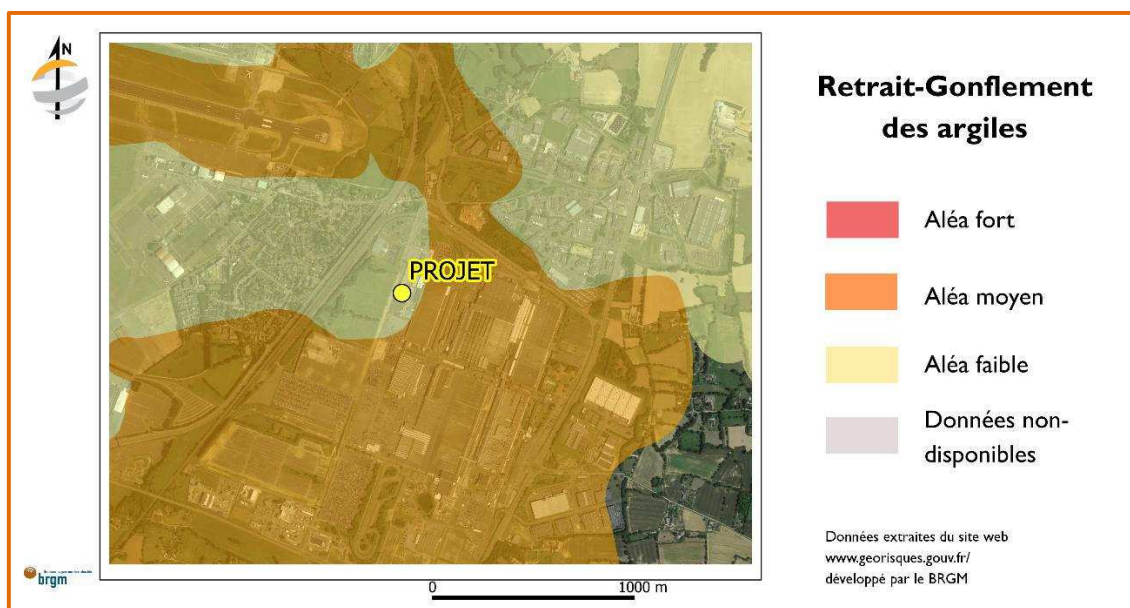 N
Retrait-Gonflement
des argiles
PROJET
Aléa fort
Aléa moyen
Aléa faible
Données non-
disponibles
Données extraites du site web
www.georisques.gouv.fr/
développé par le BRGM
brgm
0 1000 m